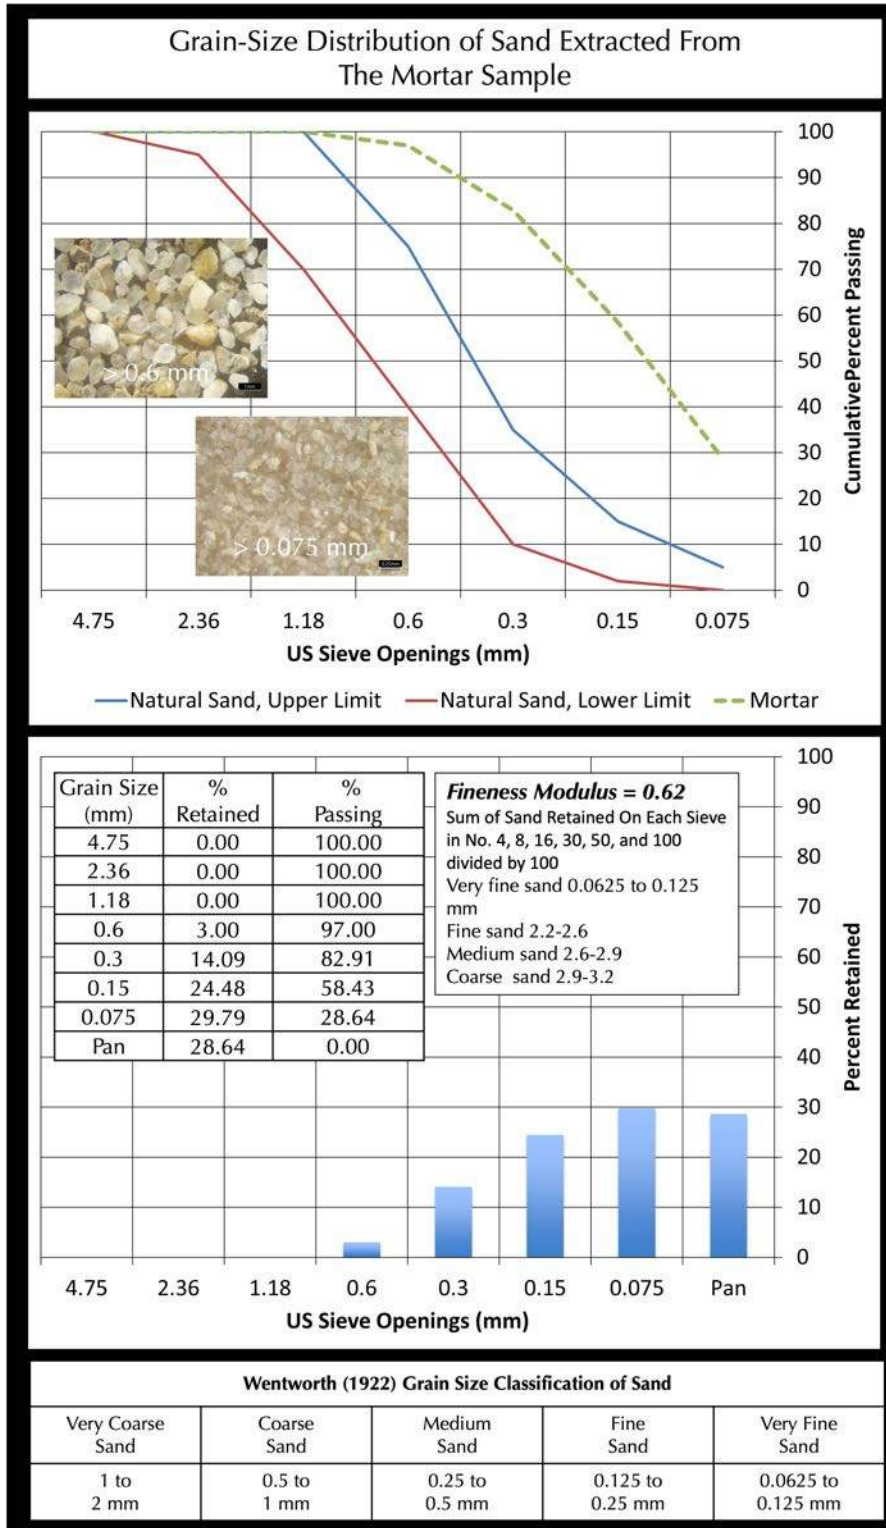 Grain-Size Distribution of Sand Extracted From
The Mortar Sample
100
90
80
70
60
50
40
30
20
10
0
CumulativePercent Passing
> 0.6 mm
1mm
> 0.075 mm
0.25mm
4.75 2.36 1.18 0.6 0.3 0.15 0.075
US Sieve Openings (mm)
Natural Sand, Upper Limit Natural Sand, Lower Limit Mortar
Grain Size (mm) % Retained % Passing
4.75 0.00 100.00
2.36 0.00 100.00
1.18 0.00 100.00
0.6 3.00 97.00
0.3 14.09 82.91
0.15 24.48 58.43
0.075 29.79 28.64
Pan 28.64 0.00
Fineness Modulus = 0.62
Sum of Sand Retained On Each Sieve
in No. 4, 8, 16, 30, 50, and 100
divided by 100
Very fine sand 0.0625 to 0.125
mm
Fine sand 2.2-2.6
Medium sand 2.6-2.9
Coarse sand 2.9-3.2
100
90
80
70
60
50
40
30
20
10
0
Percent Retained
4.75 2.36 1.18 0.6 0.3 0.15 0.075 Pan
US Sieve Openings (mm)
Wentworth (1922) Grain Size Classification of Sand
Very Coarse Sand Coarse Sand Medium Sand Fine Sand Very Fine Sand
1 to 2 mm 0.5 to 1 mm 0.25 to 0.5 mm 0.125 to 0.25 mm 0.0625 to 0.125 mm